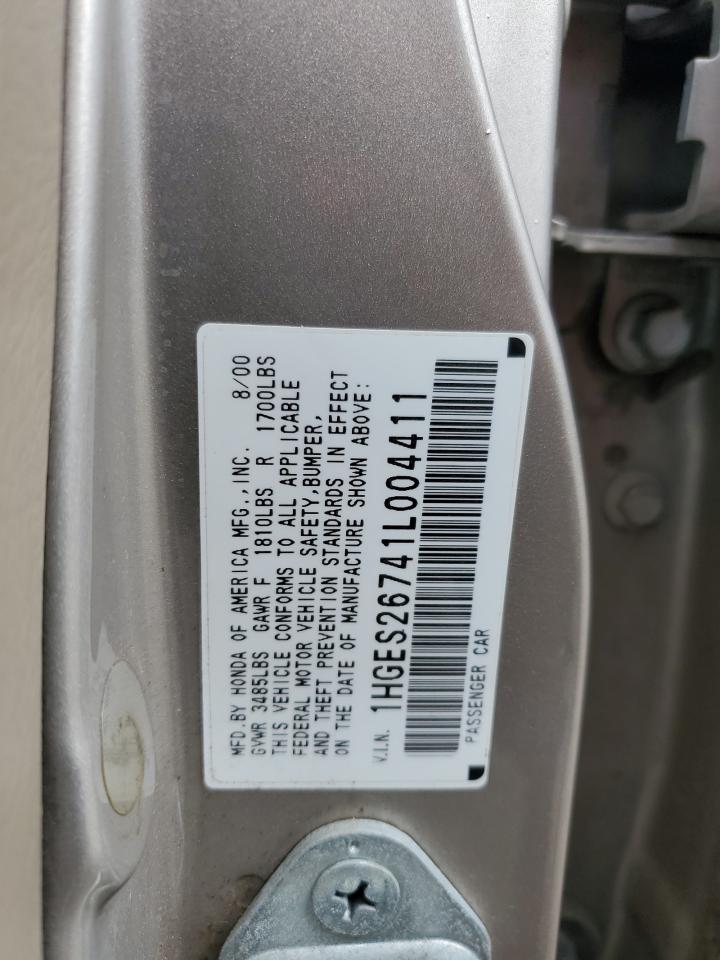 MFD.BY HONDA OF AMERICA MFG.,INC. 8/00
GVWR 3485LBS GAWR F 1810LBS R 1700LBS
THIS VEHICLE CONFORMS TO ALL APPLICABLE
FEDERAL MOTOR VEHICLE SAFETY,BUMPER,
AND THEFT PREVENTION STANDARDS IN EFFECT
ON THE DATE OF MANUFACTURE SHOWN ABOVE:
V.I.N. 1HGES26741L004411
PASSENGER CAR